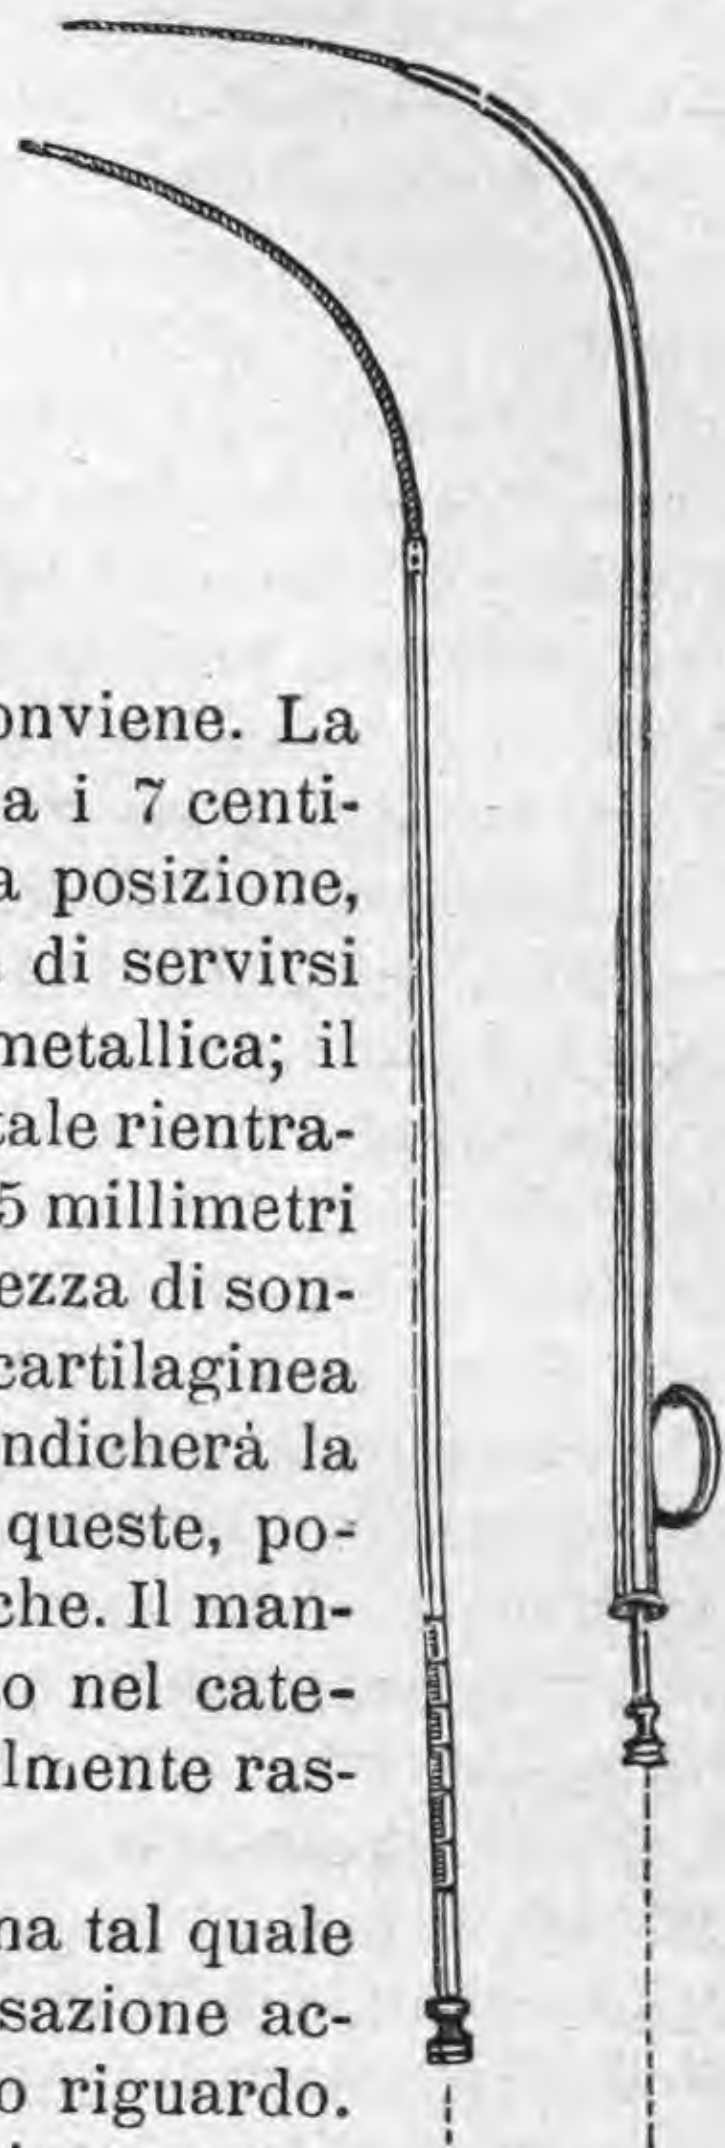 onviene. La
a i 7 centi-
a posizione,
di servirsi
metallica; il
tale rientra-
5 millimetri
ezza di son-
cartilaginea
ndicherà la
queste, po-
che. Il man-
o nel cate-
lmente ras-
na tal quale
sazione ac-
o riguardo.